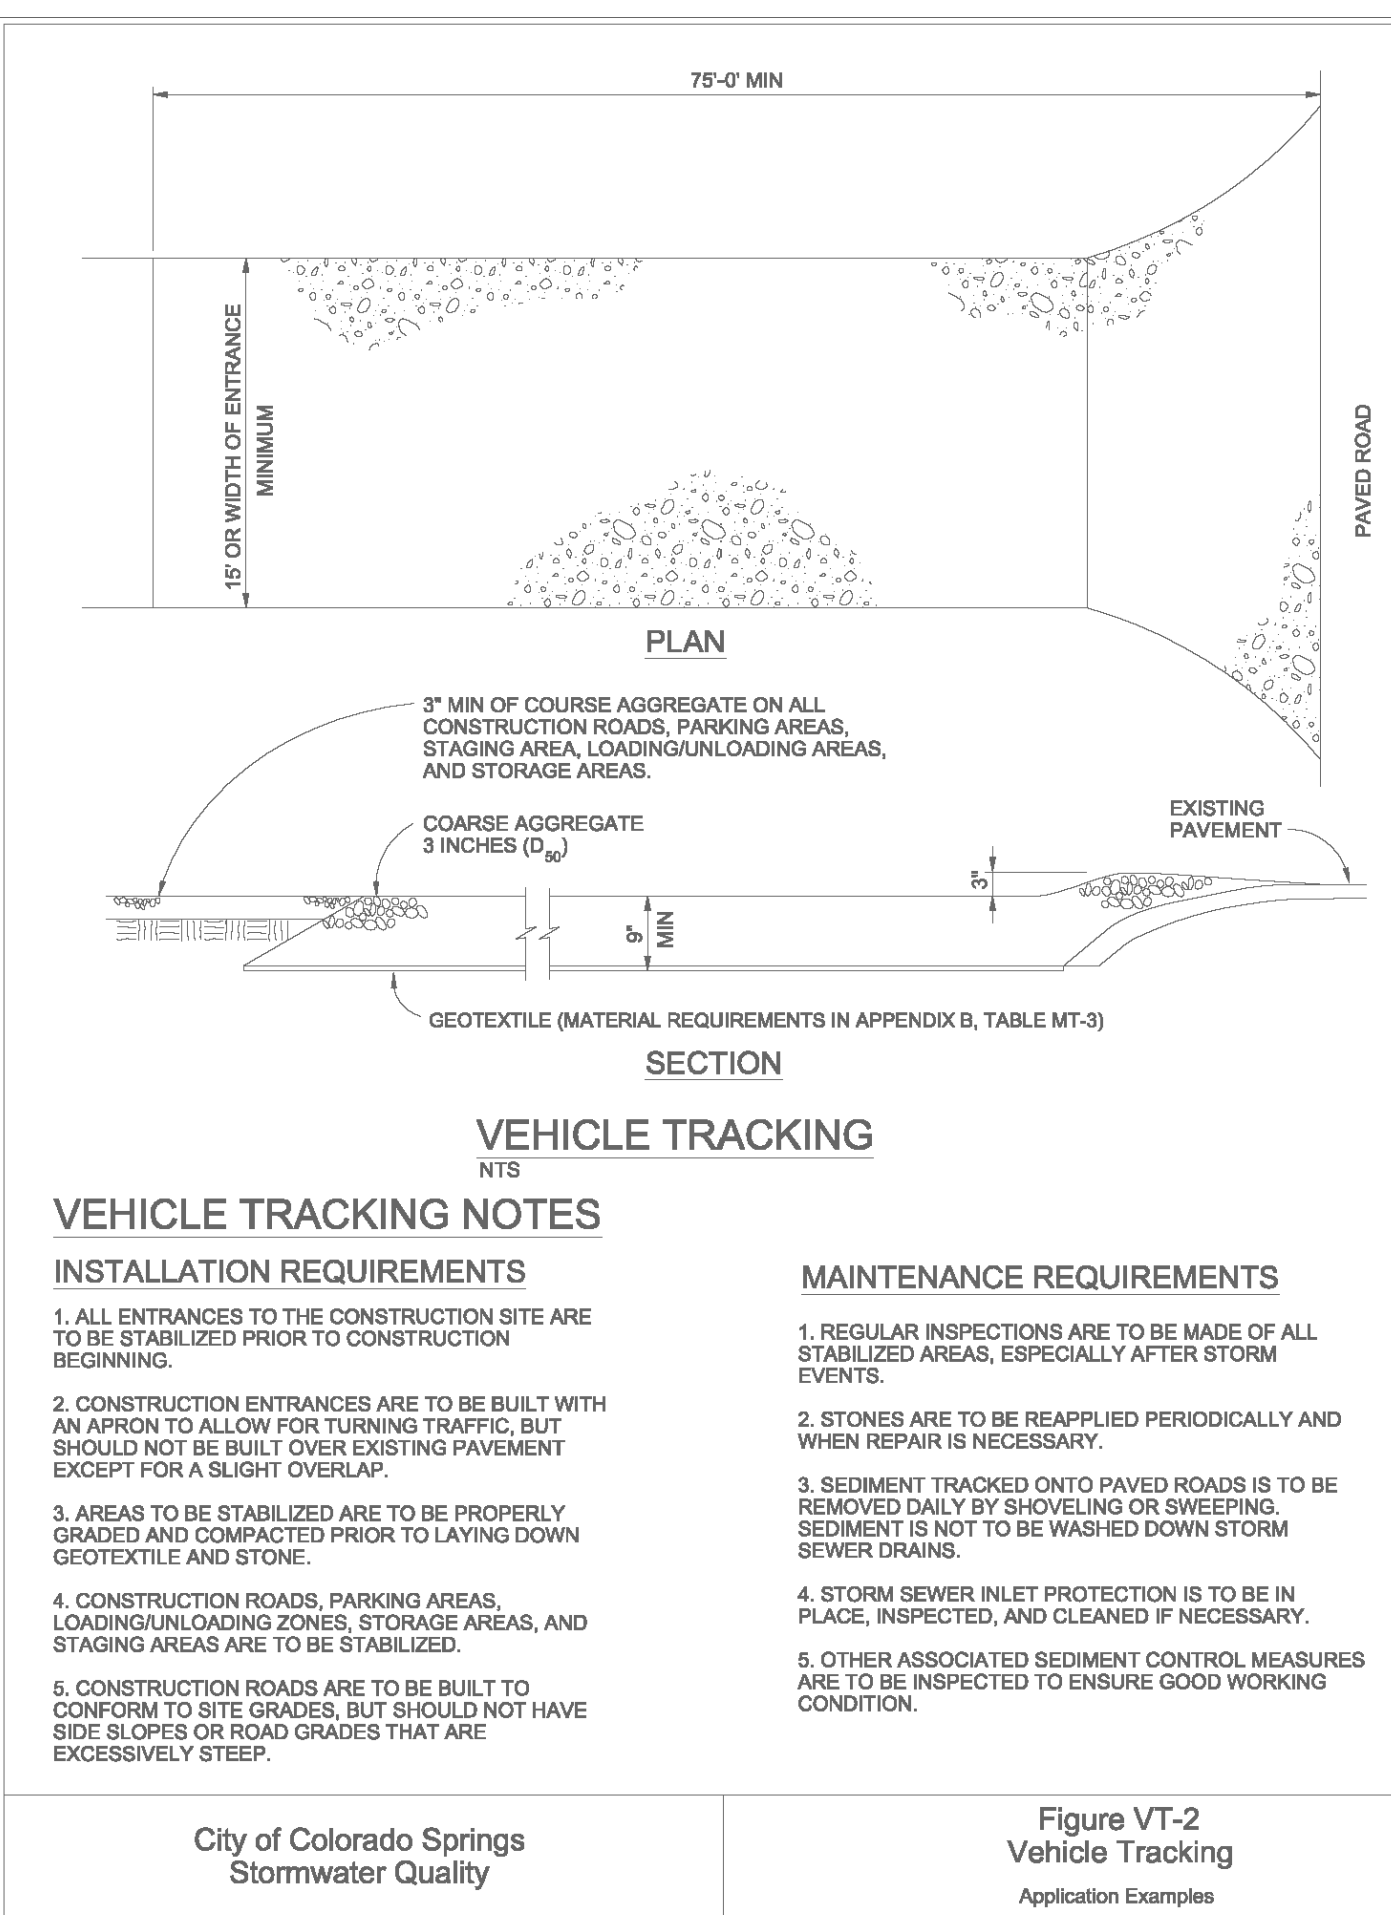 75'-0' MIN
15' OR WIDTH OF ENTRANCE
MINIMUM
PAVED ROAD
PLAN
3" MIN OF COURSE AGGREGATE ON ALL
CONSTRUCTION ROADS, PARKING AREAS,
STAGING AREA, LOADING/UNLOADING AREAS,
AND STORAGE AREAS.
COARSE AGGREGATE
3 INCHES (D50)
EXISTING
PAVEMENT
3"
9"
MIN
GEOTEXTILE (MATERIAL REQUIREMENTS IN APPENDIX B, TABLE MT-3)
SECTION
VEHICLE TRACKING
NTS
VEHICLE TRACKING NOTES
INSTALLATION REQUIREMENTS
1. ALL ENTRANCES TO THE CONSTRUCTION SITE ARE
TO BE STABILIZED PRIOR TO CONSTRUCTION
BEGINNING.
2. CONSTRUCTION ENTRANCES ARE TO BE BUILT WITH
AN APRON TO ALLOW FOR TURNING TRAFFIC, BUT
SHOULD NOT BE BUILT OVER EXISTING PAVEMENT
EXCEPT FOR A SLIGHT OVERLAP.
3. AREAS TO BE STABILIZED ARE TO BE PROPERLY
GRADED AND COMPACTED PRIOR TO LAYING DOWN
GEOTEXTILE AND STONE.
4. CONSTRUCTION ROADS, PARKING AREAS,
LOADING/UNLOADING ZONES, STORAGE AREAS, AND
STAGING AREAS ARE TO BE STABILIZED.
5. CONSTRUCTION ROADS ARE TO BE BUILT TO
CONFORM TO SITE GRADES, BUT SHOULD NOT HAVE
SIDE SLOPES OR ROAD GRADES THAT ARE
EXCESSIVELY STEEP.
MAINTENANCE REQUIREMENTS
1. REGULAR INSPECTIONS ARE TO BE MADE OF ALL
STABILIZED AREAS, ESPECIALLY AFTER STORM
EVENTS.
2. STONES ARE TO BE REAPPLIED PERIODICALLY AND
WHEN REPAIR IS NECESSARY.
3. SEDIMENT TRACKED ONTO PAVED ROADS IS TO BE
REMOVED DAILY BY SHOVELING OR SWEEPING.
SEDIMENT IS NOT TO BE WASHED DOWN STORM
SEWER DRAINS.
4. STORM SEWER INLET PROTECTION IS TO BE IN
PLACE, INSPECTED, AND CLEANED IF NECESSARY.
5. OTHER ASSOCIATED SEDIMENT CONTROL MEASURES
ARE TO BE INSPECTED TO ENSURE GOOD WORKING
CONDITION.
City of Colorado Springs
Stormwater Quality
Figure VT-2
Vehicle Tracking
Application Examples